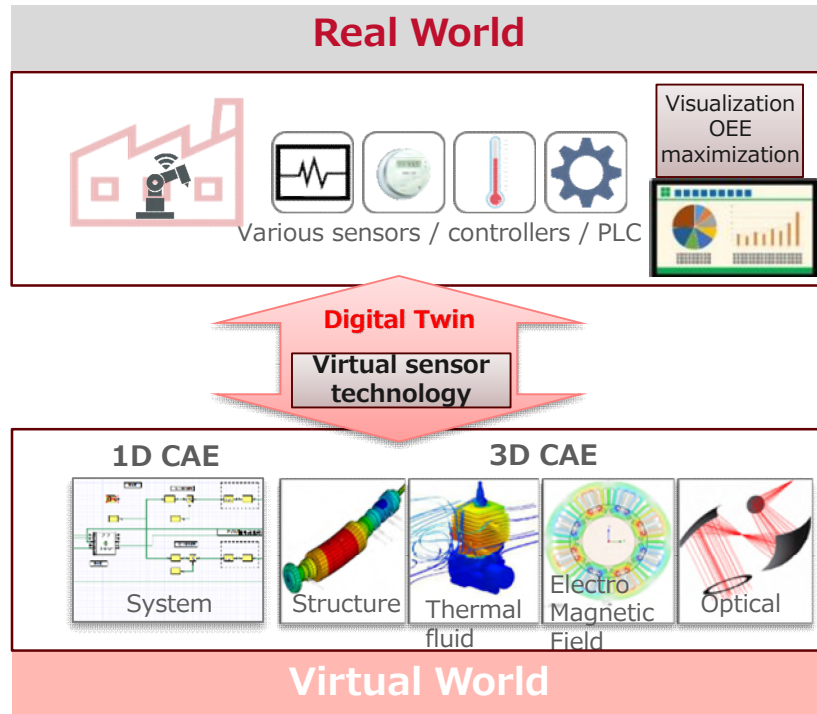 Real World
Visualization
OEE
maximization
Various sensors / controllers / PLC
Digital Twin
Virtual sensor
technology
1D CAE
3D CAE
System
Structure
Thermal
fluid
Electro
Magnetic
Field
Optical
Virtual World